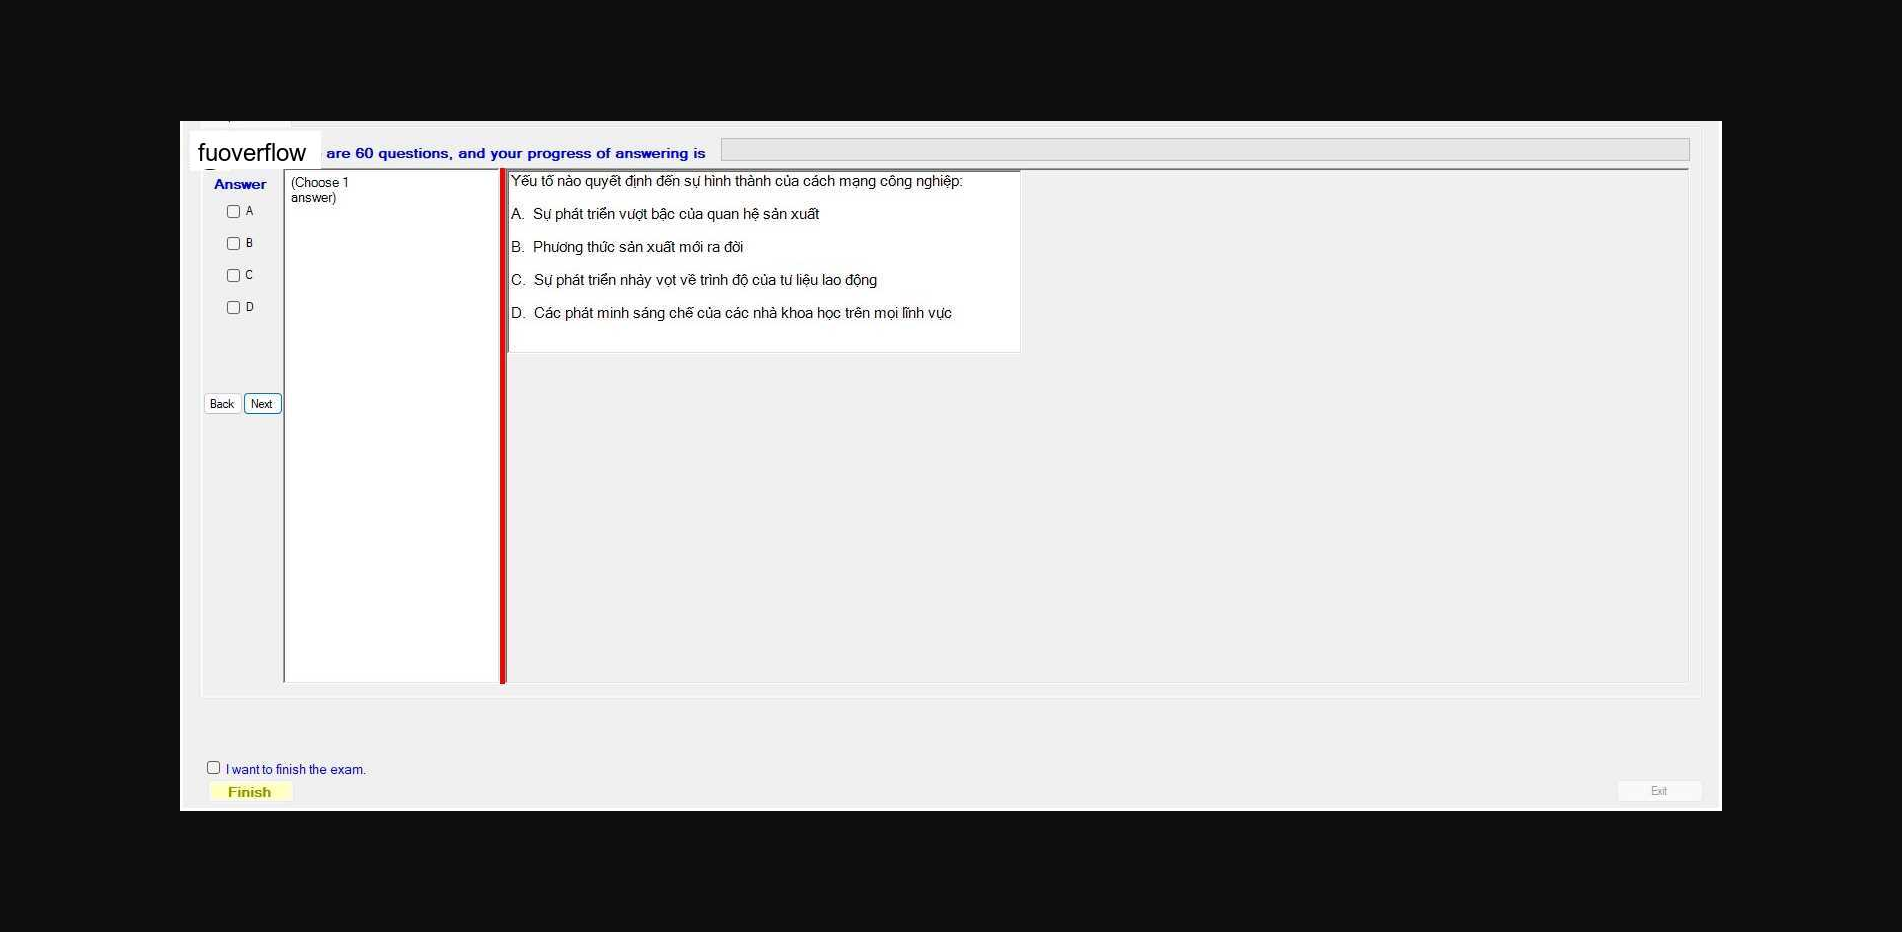 fuoverflow are 60 questions, and your progress of answering is
Answer
A
B
C
D
Back Next
(Choose 1
answer)
Yếu tố nào quyết định đến sự hình thành của cách mạng công nghiệp:
A. Sự phát triển vượt bậc của quan hệ sản xuất
B. Phương thức sản xuất mới ra đời
C. Sự phát triển nhảy vọt về trình độ của tư liệu lao động
D. Các phát minh sáng chế của các nhà khoa học trên mọi lĩnh vực
I want to finish the exam.
Finish
Exit